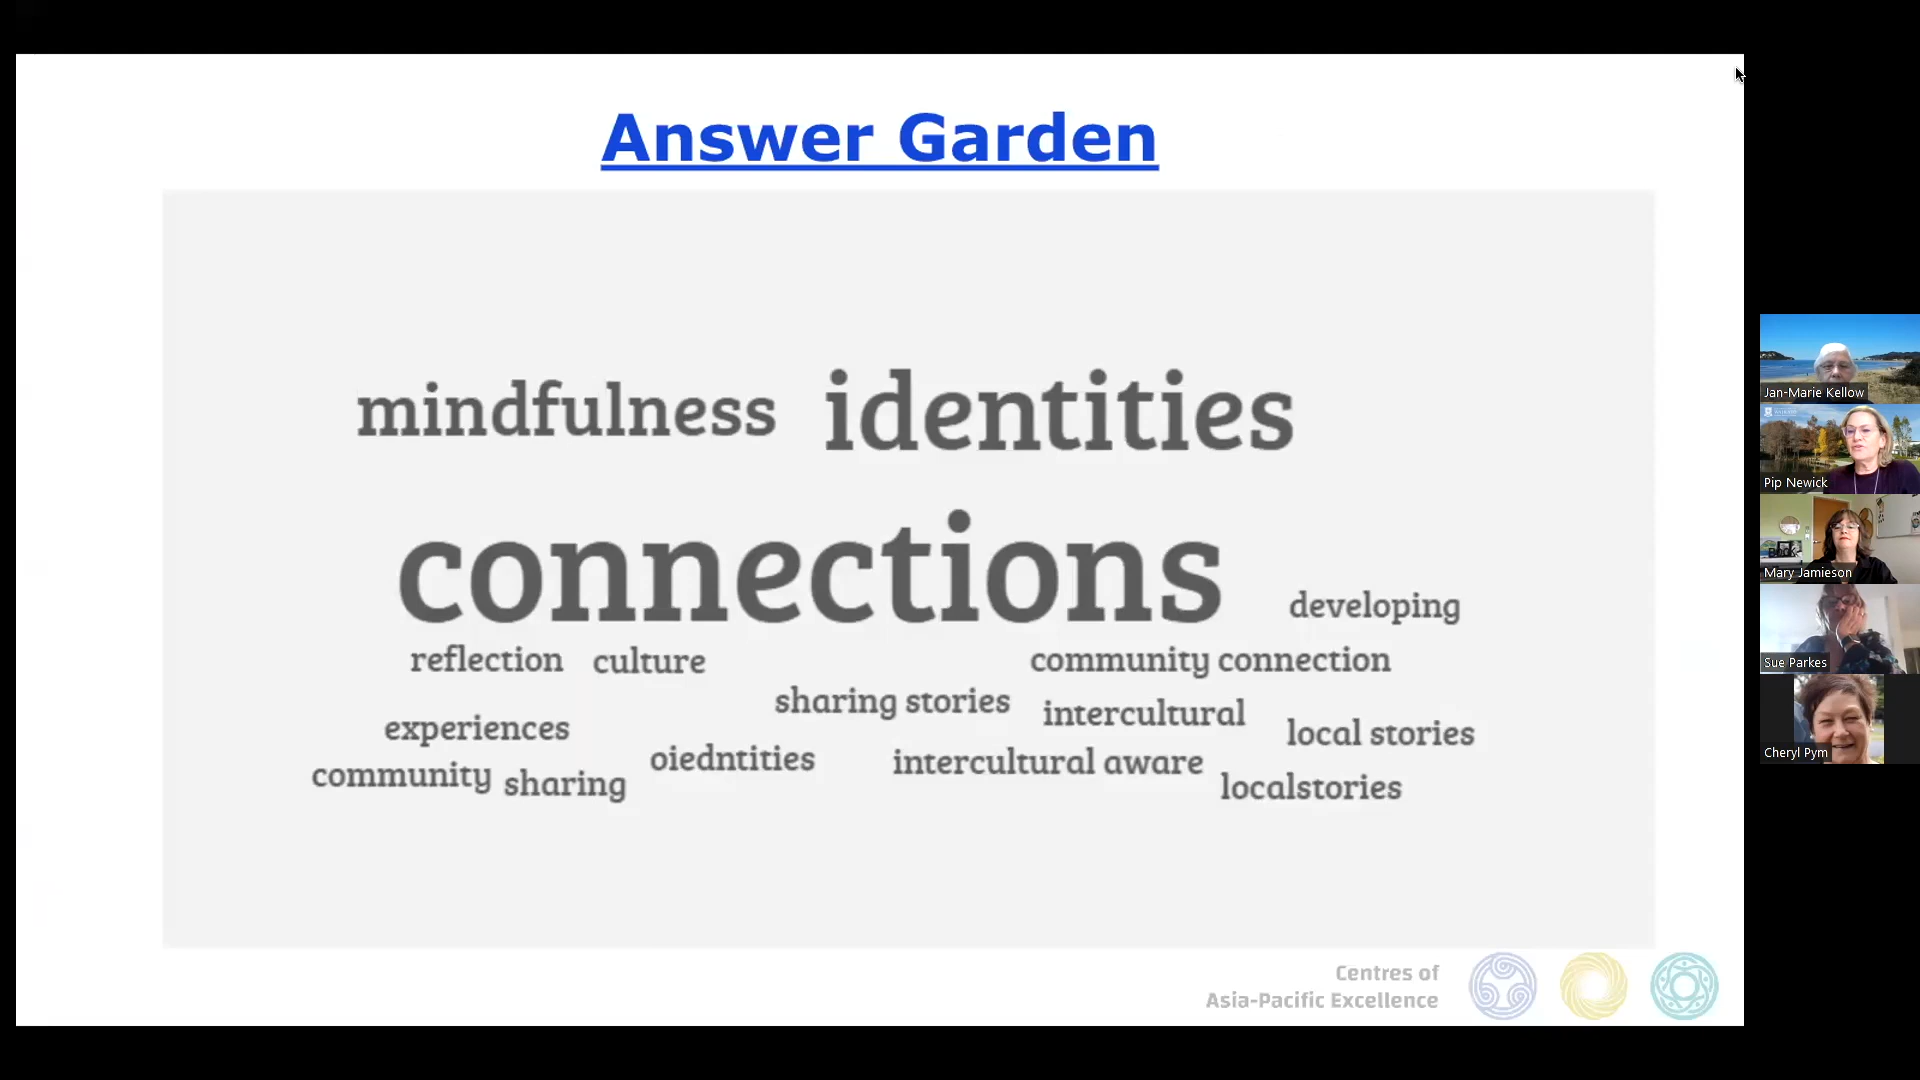 Answer Garden
mindfulness identities
connections
developing
reflection culture community connection
sharing stories intercultural
experiences local stories
oiedntities intercultural aware
community sharing localstories
Centres of
Asia-Pacific Excellence
Jan-Marie Kellow
Pip Newick
Mary Jamieson
Sue Parkes
Cheryl Pym